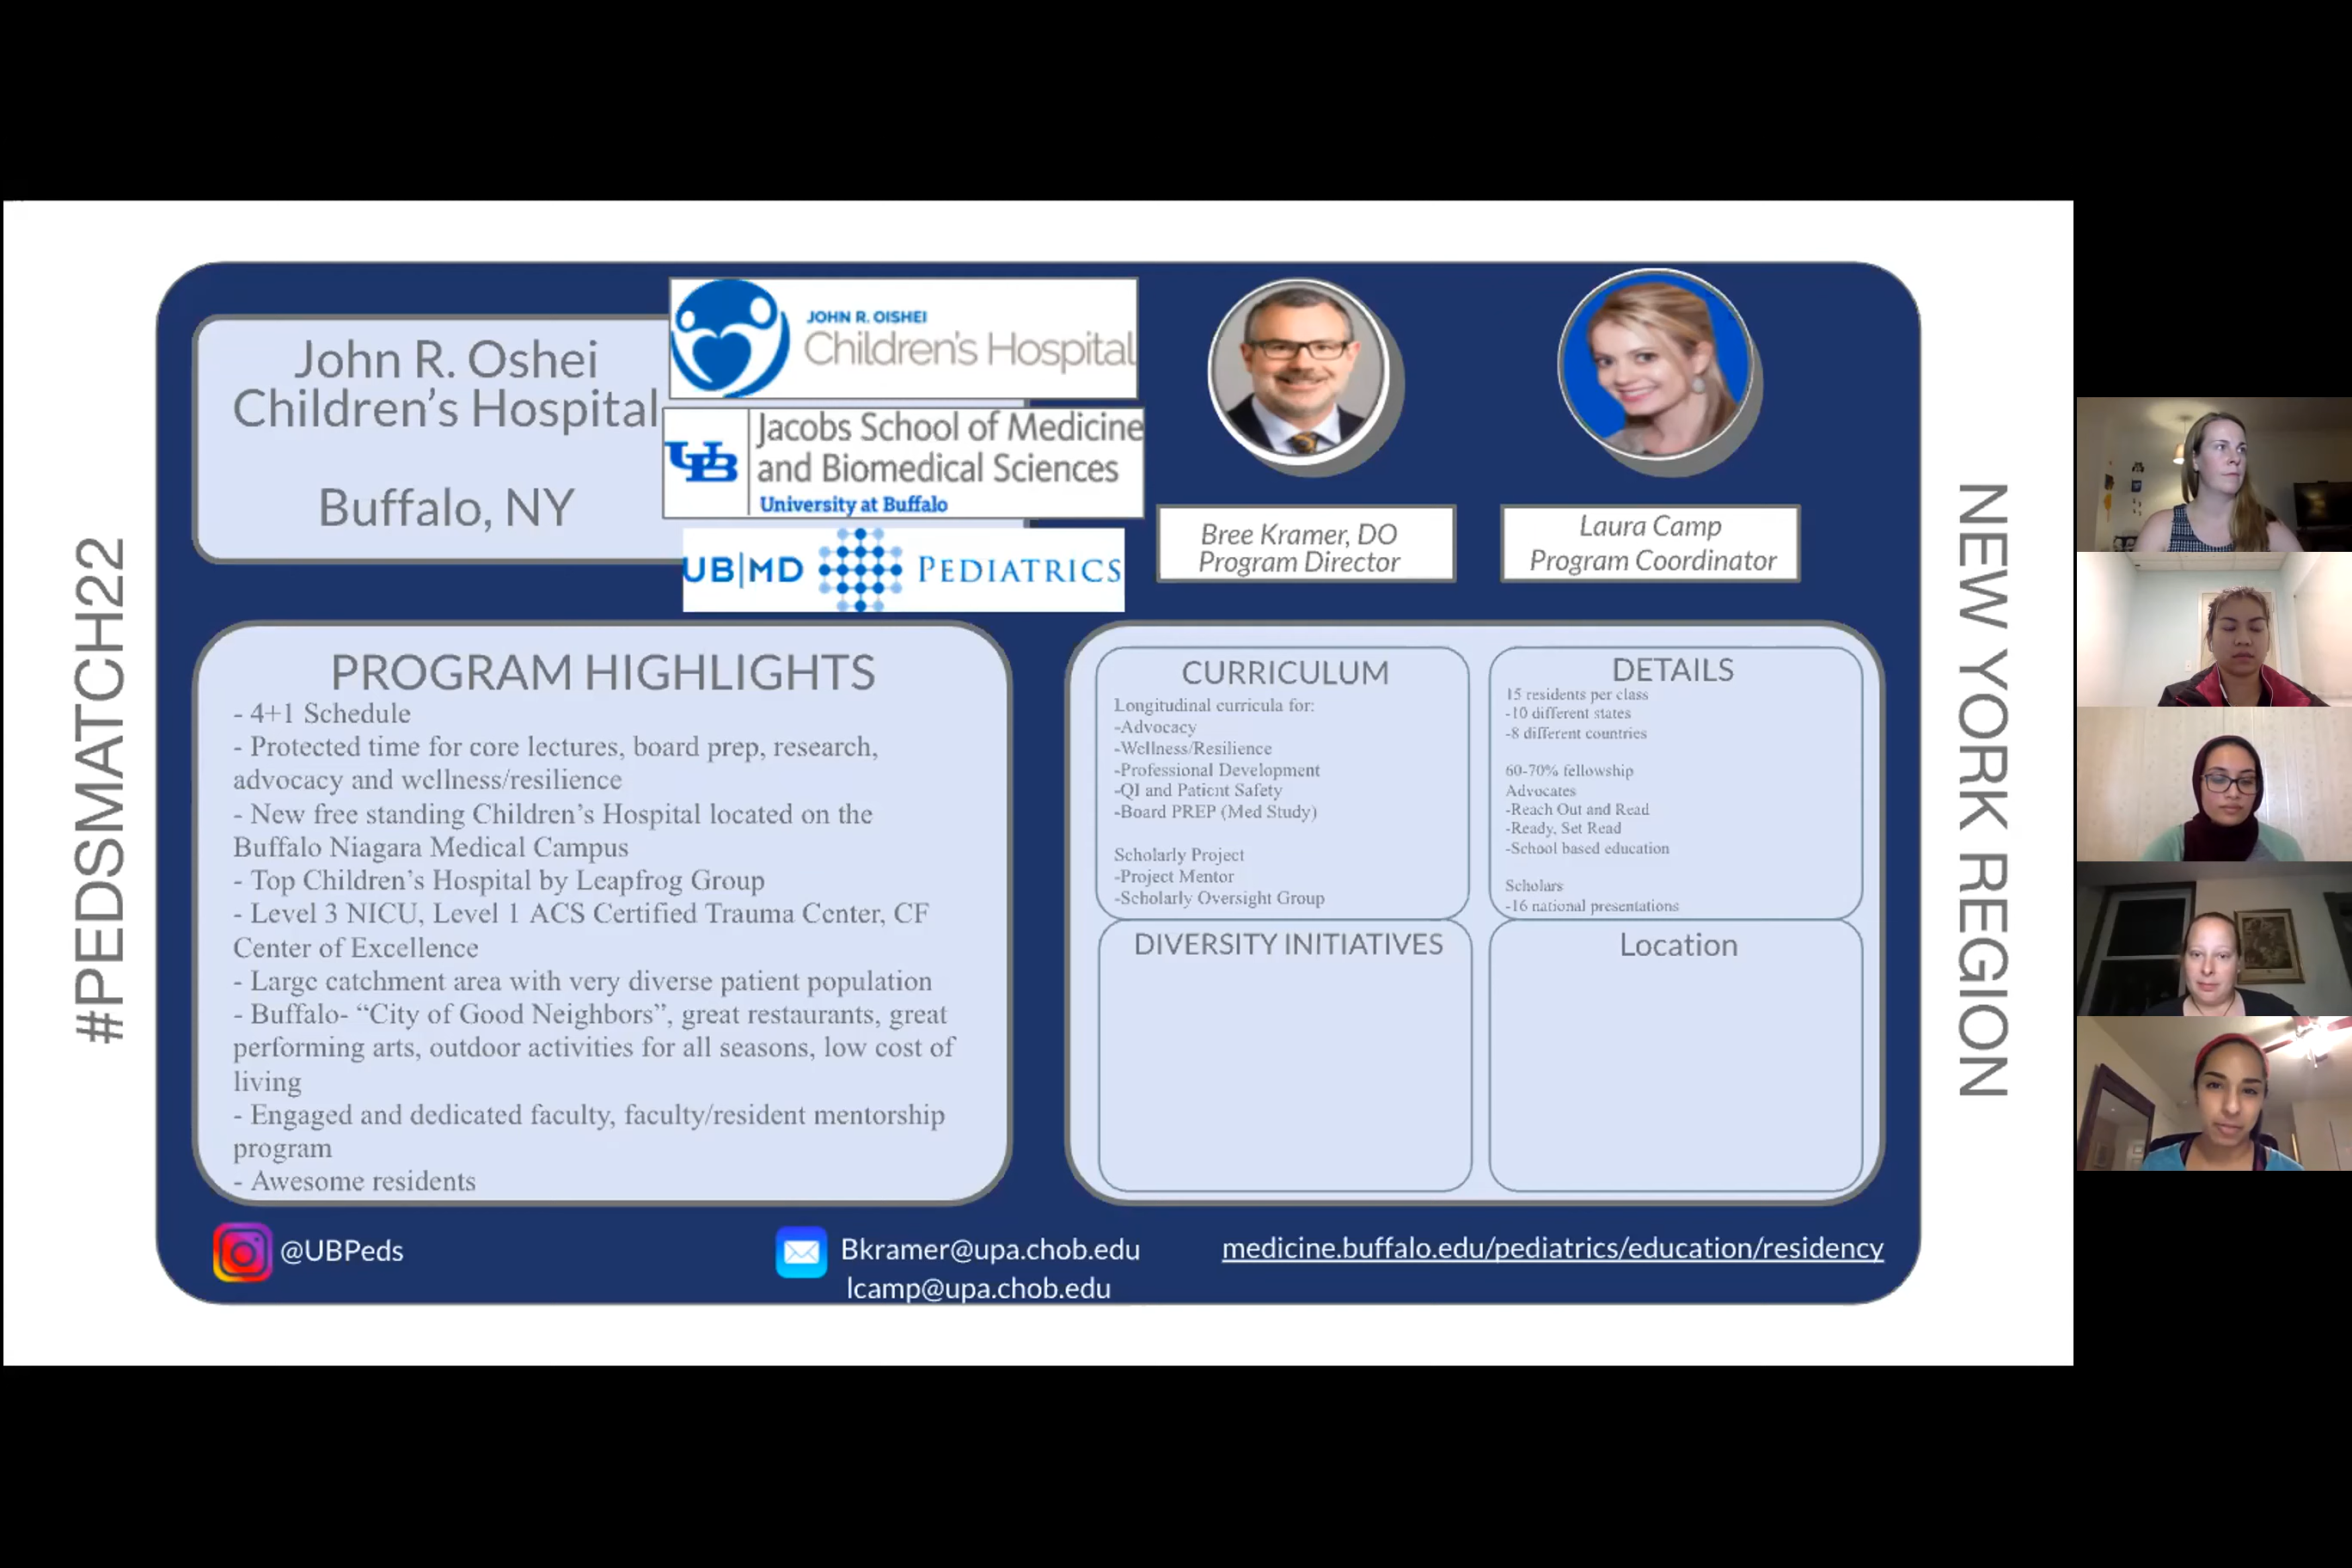 #PEDSMATCH22
John R. Oshei
Children’s Hospital
Buffalo, NY
JOHN R. OISHEI
Children's Hospital
UB
Jacobs School of Medicine
and Biomedical Sciences
University at Buffalo
UB|MD PEDIATRICS
Bree Kramer, DO
Program Director
Laura Camp
Program Coordinator
PROGRAM HIGHLIGHTS
- 4+1 Schedule
- Protected time for core lectures, board prep, research,
advocacy and wellness/resilience
- New free standing Children’s Hospital located on the
Buffalo Niagara Medical Campus
- Top Children’s Hospital by Leapfrog Group
- Level 3 NICU, Level 1 ACS Certified Trauma Center, CF
Center of Excellence
- Large catchment area with very diverse patient population
- Buffalo- “City of Good Neighbors”, great restaurants, great
performing arts, outdoor activities for all seasons, low cost of
living
- Engaged and dedicated faculty, faculty/resident mentorship
program
- Awesome residents
CURRICULUM
Longitudinal curricula for:
-Advocacy
-Wellness/Resilience
-Professional Development
-QI and Patient Safety
-Board PREP (Med Study)
Scholarly Project
-Project Mentor
-Scholarly Oversight Group
DETAILS
15 residents per class
-10 different states
-8 different countries
60-70% fellowship
Advocates
-Reach Out and Read
-Ready, Set Read
-School based education
Scholars
-16 national presentations
DIVERSITY INITIATIVES
Location
@UBPeds
Bkramer@upa.chob.edu
lcamp@upa.chob.edu
medicine.buffalo.edu/pediatrics/education/residency
NEW YORK REGION